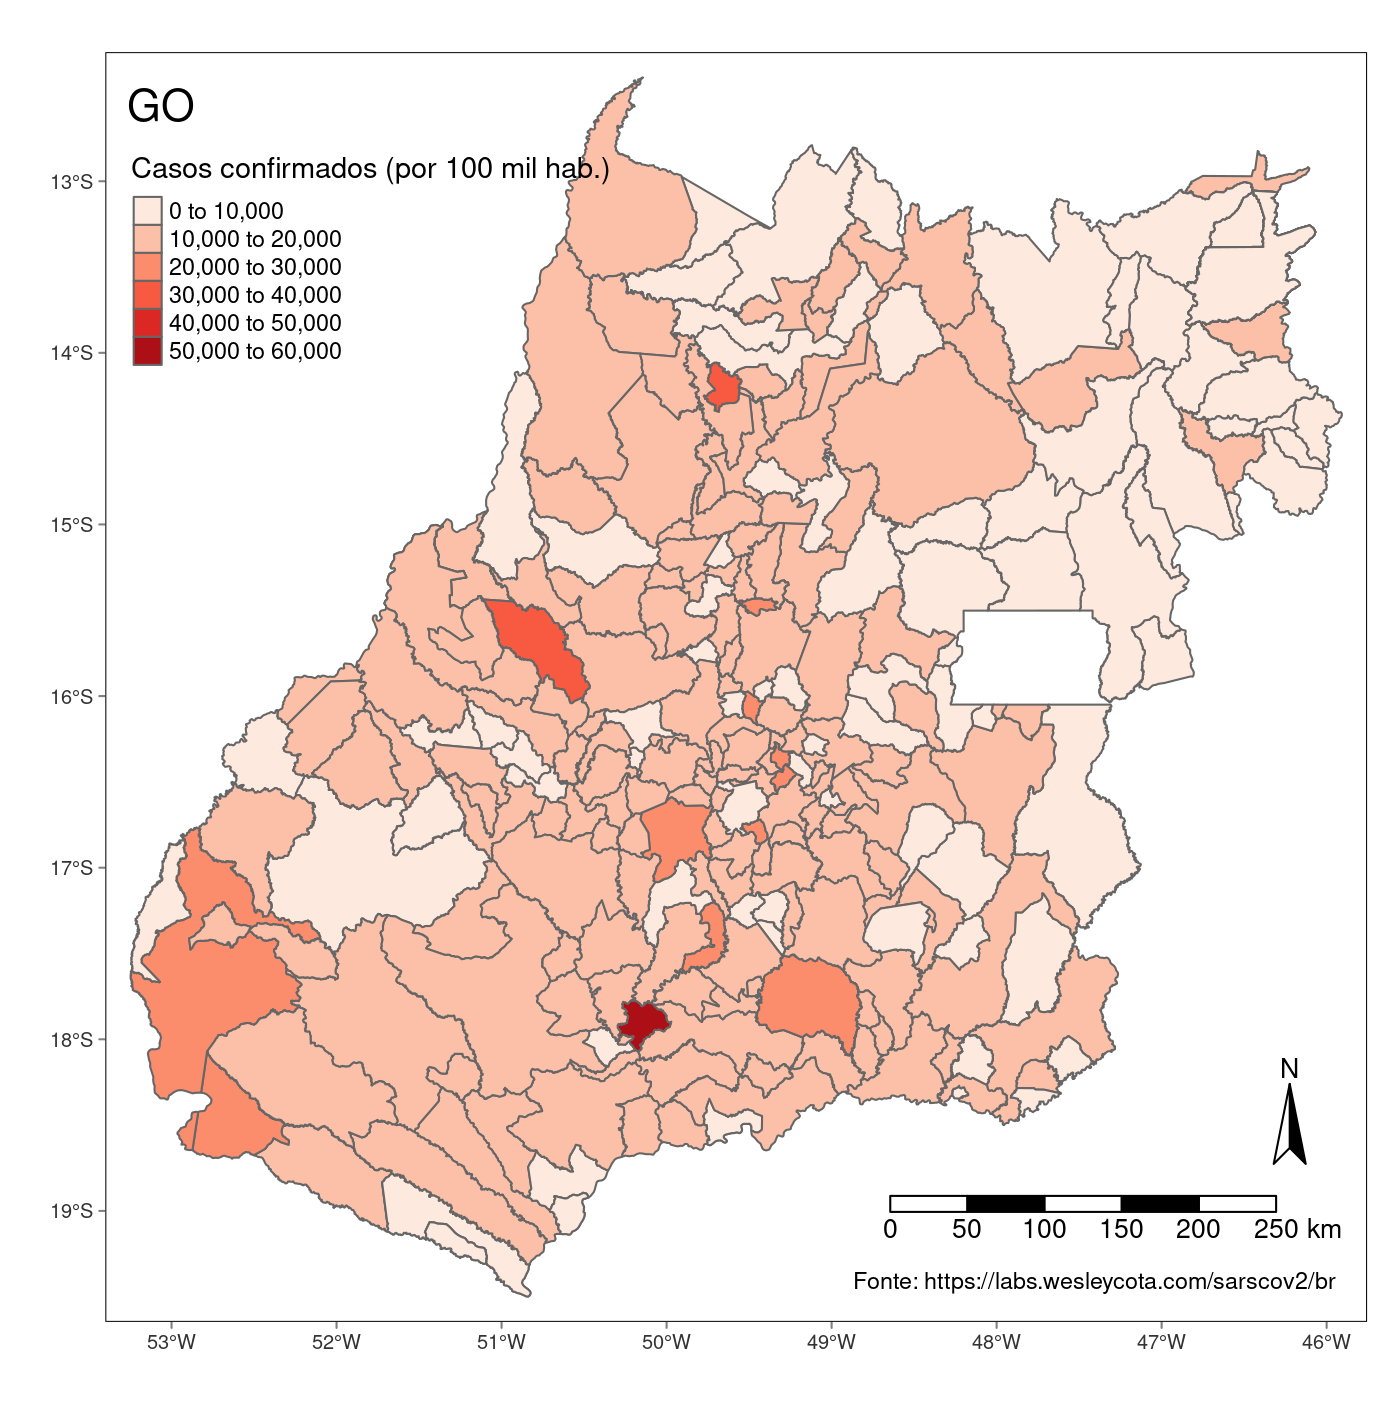 GO
Casos confirmados (por 100 mil hab.)
0 to 10,000
10,000 to 20,000
20,000 to 30,000
30,000 to 40,000
40,000 to 50,000
50,000 to 60,000
13°S
14°S
15°S
16°S
17°S
18°S
19°S
N
0 50 100 150 200 250 km
Fonte: https://labs.wesleycota.com/sarscov2/br
53°W 52°W 51°W 50°W 49°W 48°W 47°W 46°W